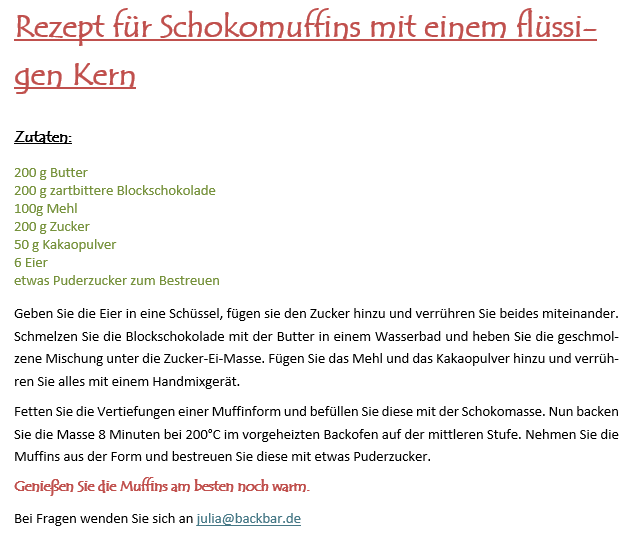 Rezept für Schokomuffins mit einem flüssi-
gen Kern
Zutaten:
200 g Butter
200 g zartbittere Blockschokolade
100g Mehl
200 g Zucker
50 g Kakaopulver
6 Eier
etwas Puderzucker zum Bestreuen
Geben Sie die Eier in eine Schüssel, fügen sie den Zucker hinzu und verrühren Sie beides miteinander.
Schmelzen Sie die Blockschokolade mit der Butter in einem Wasserbad und heben Sie die geschmol-
zene Mischung unter die Zucker-Ei-Masse. Fügen Sie das Mehl und das Kakaopulver hinzu und verrüh-
ren Sie alles mit einem Handmixgerät.
Fetten Sie die Vertiefungen einer Muffinform und befüllen Sie diese mit der Schokomasse. Nun backen
Sie die Masse 8 Minuten bei 200°C im vorgeheizten Backofen auf der mittleren Stufe. Nehmen Sie die
Muffins aus der Form und bestreuen Sie diese mit etwas Puderzucker.
Genießen Sie die Muffins am besten noch warm.
Bei Fragen wenden Sie sich an julia@backbar.de